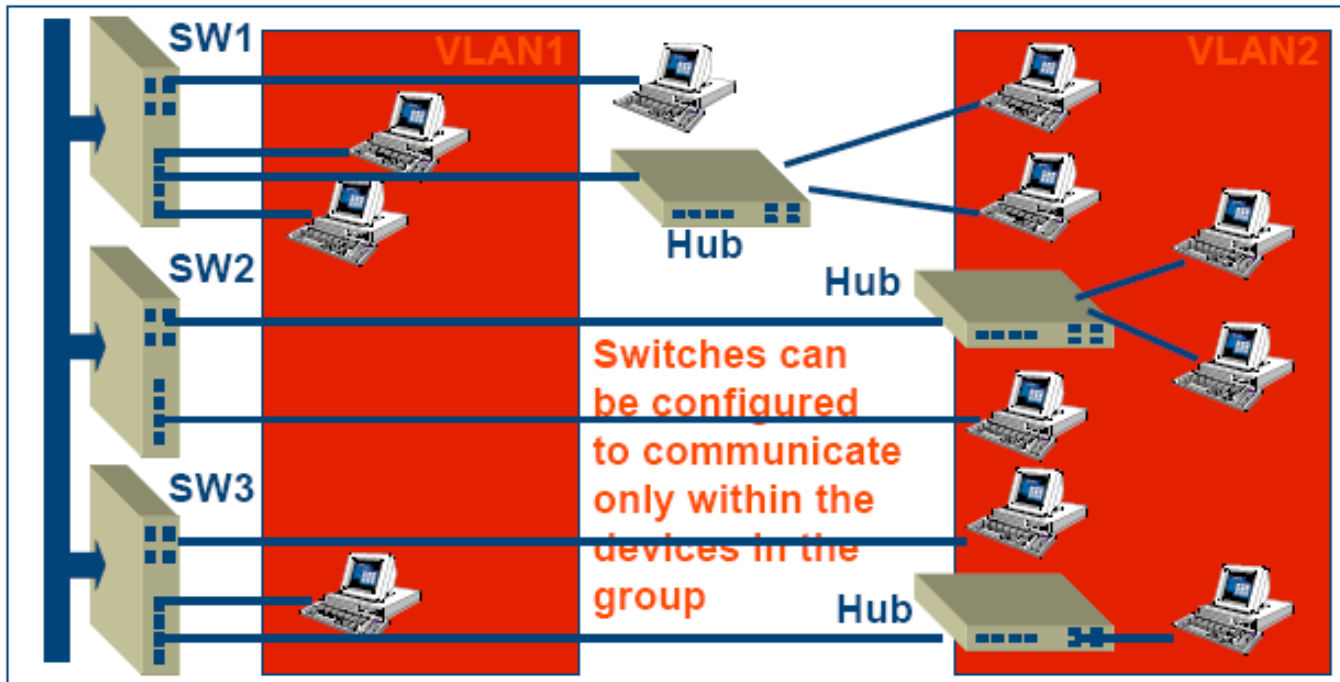 SW1
VLAN1
VLAN2
Hub
SW2
Hub
Switches can
be configured
to communicate
only within the
devices in the
group
SW3
Hub